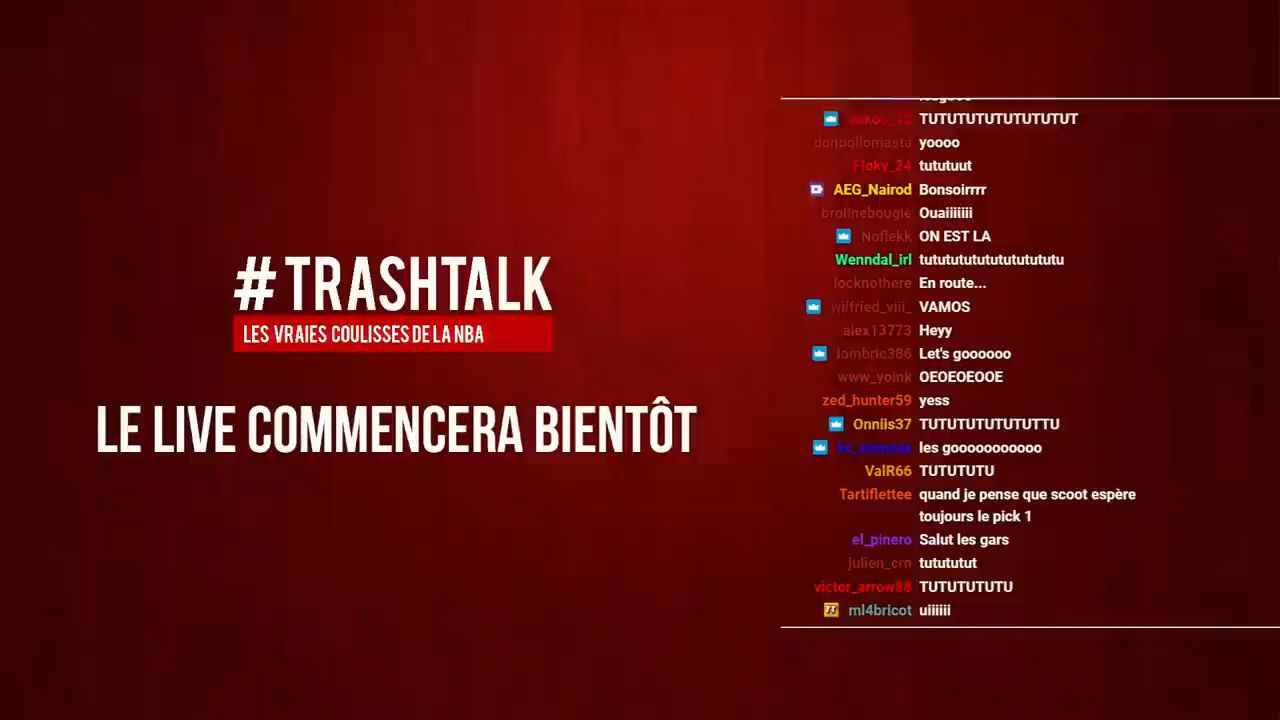 # TRASHTALK
LES VRAIES COULISSES DE LA NBA
LE LIVE COMMENCERA BIENTÔT
TUTUTUTUTUTUTUTUT
donpollomasta yoooo
Floky_24 tututuut
AEG_Nairod Bonsoirrrr
brolinebougie Ouaiiiiiii
Noflekk ON EST LA
Wenndal_irl tutututututututututu
locknothere En route...
wilfried_viii_ VAMOS
alex13773 Heyy
lombric386 Let's goooooo
www_yoink OEOEOEOOE
zed_hunter59 yess
Onniis37 TUTUTUTUTUTUTTU
les gooooooooooo
ValR66 TUTUTUTU
Tartiflettee quand je pense que scoot espère
toujours le pick 1
el_pinero Salut les gars
julien_crn tutututut
victor_arrow88 TUTUTUTUTU
ml4bricot uiiiiii